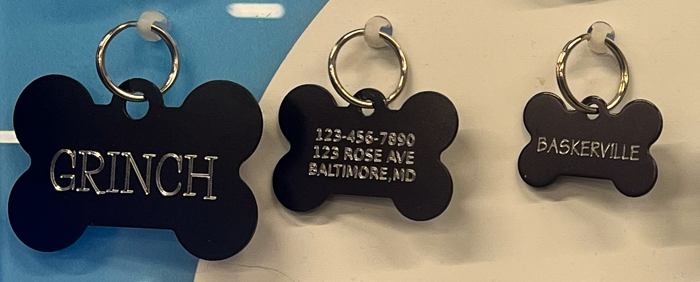 GRINCH
123-456-7890
123 ROSE AVE
BALTIMORE,MD
BASKERVILLE